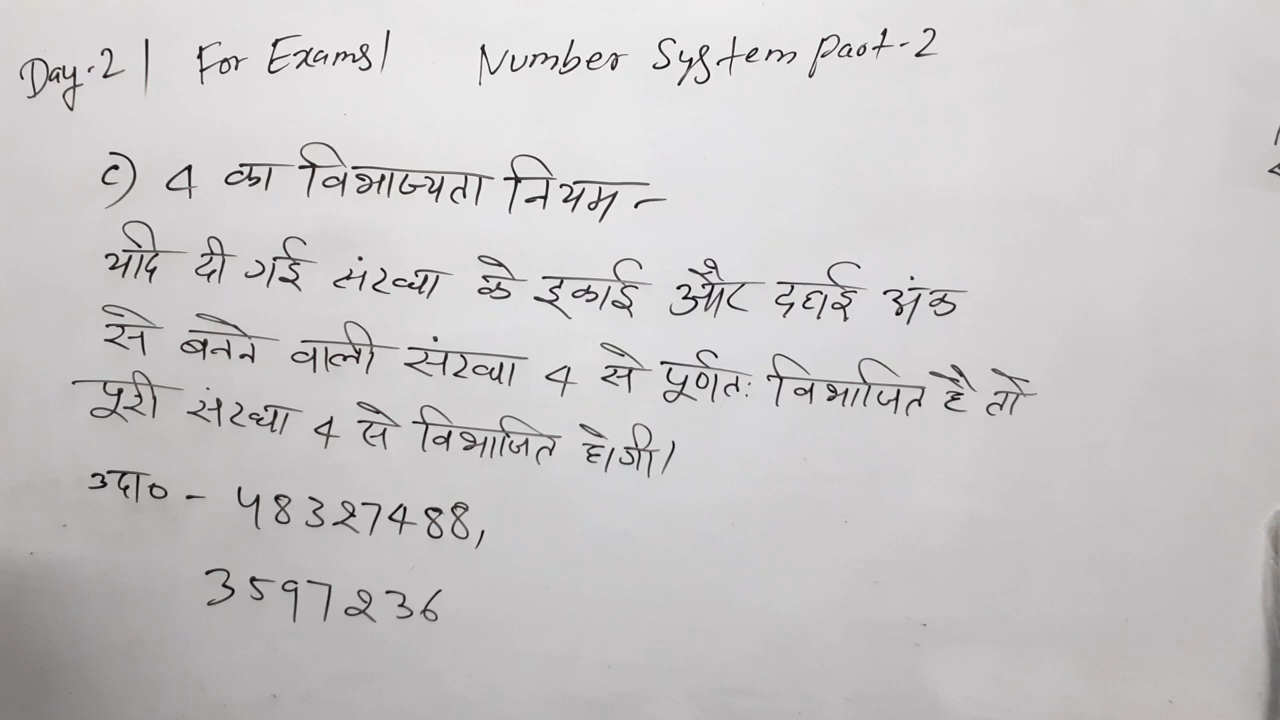 Day-2 | For Exams | Number System Part-2
c) 4 का विभाज्यता नियम -
यदि दी गई संख्या के इकाई और दहाई अंक
से बनने वाली संख्या 4 से पूर्णतः विभाजित है तो
पूरी संख्या 4 से विभाजित होगी।
उदा० - 48327488,
3597236